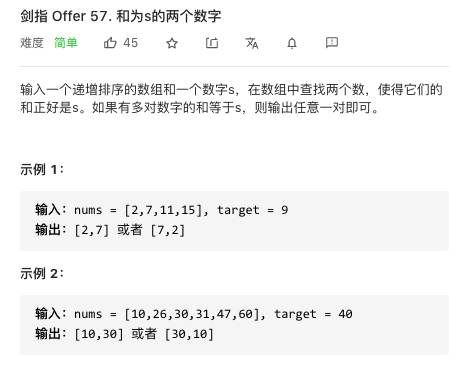 剑指 Offer 57. 和为s的两个数字
难度 简单 45
输入一个递增排序的数组和一个数字s，在数组中查找两个数，使得它们的
和正好是s。如果有多对数字的和等于s，则输出任意一对即可。
示例 1：
输入：nums = [2,7,11,15], target = 9
输出：[2,7] 或者 [7,2]
示例 2：
输入：nums = [10,26,30,31,47,60], target = 40
输出：[10,30] 或者 [30,10]